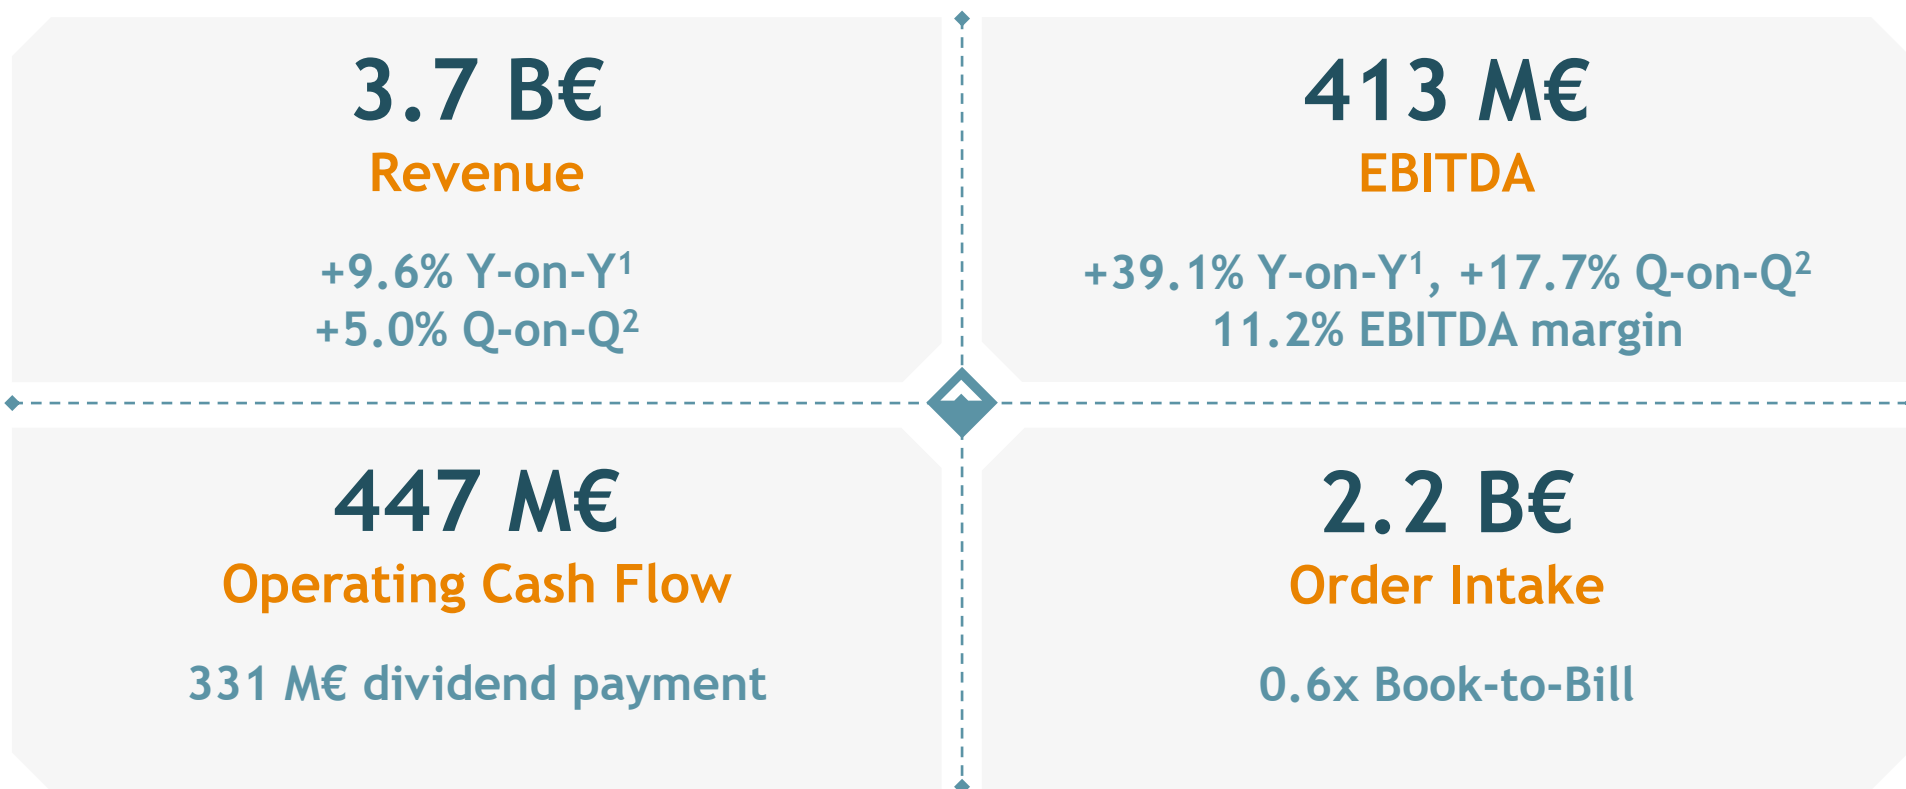 3.7 B€
Revenue
+9.6% Y-on-Y¹
+5.0% Q-on-Q²
413 M€
EBITDA
+39.1% Y-on-Y¹, +17.7% Q-on-Q²
11.2% EBITDA margin
447 M€
Operating Cash Flow
331 M€ dividend payment
2.2 B€
Order Intake
0.6x Book-to-Bill